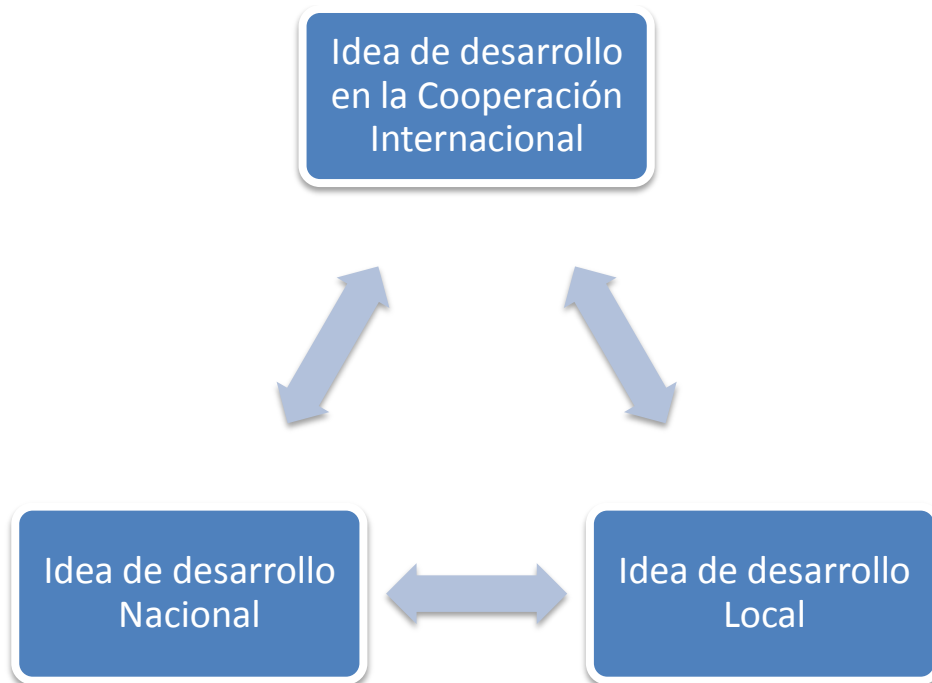 Idea de desarrollo
en la Cooperación
Internacional
Idea de desarrollo
Nacional
Idea de desarrollo
Local